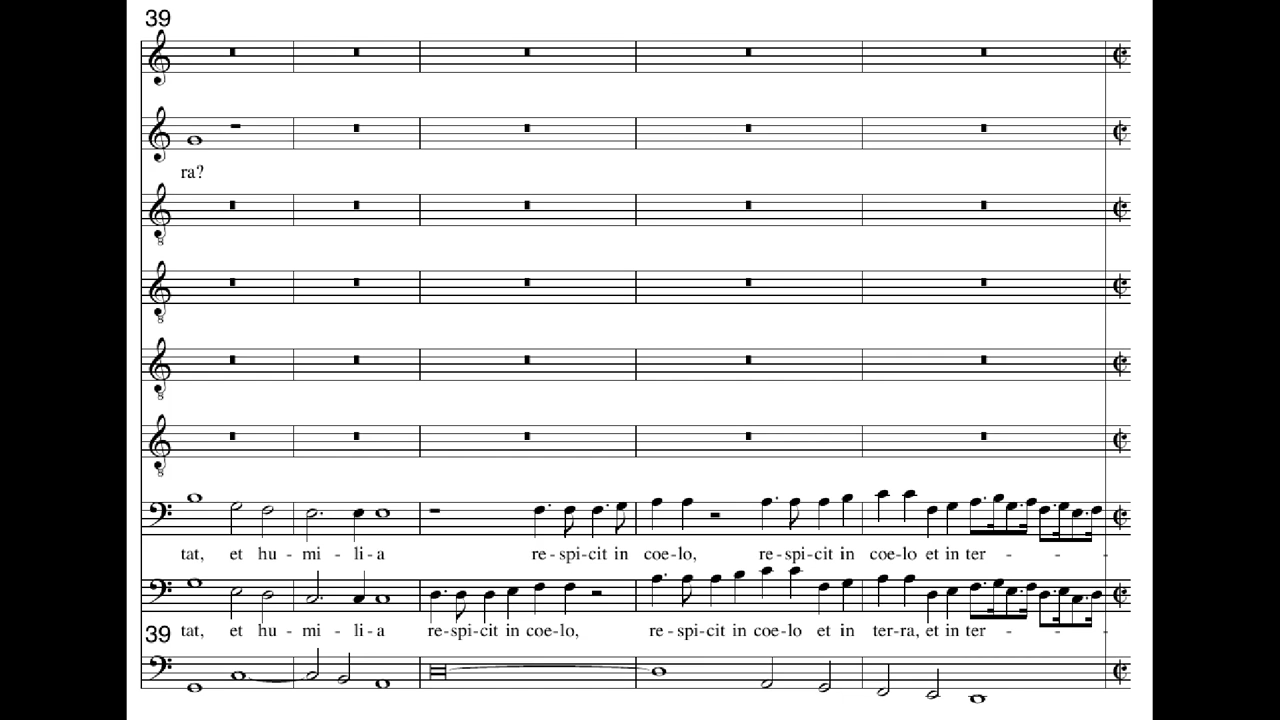 39
ra?
tat, et hu - mi - li - a re - spi - cit in coe - lo, re - spi - cit in coe - lo et in ter - - -
tat, et hu - mi - li - a re - spi - cit in coe - lo, re - spi - cit in coe - lo et in ter - ra, et in ter - - -
39